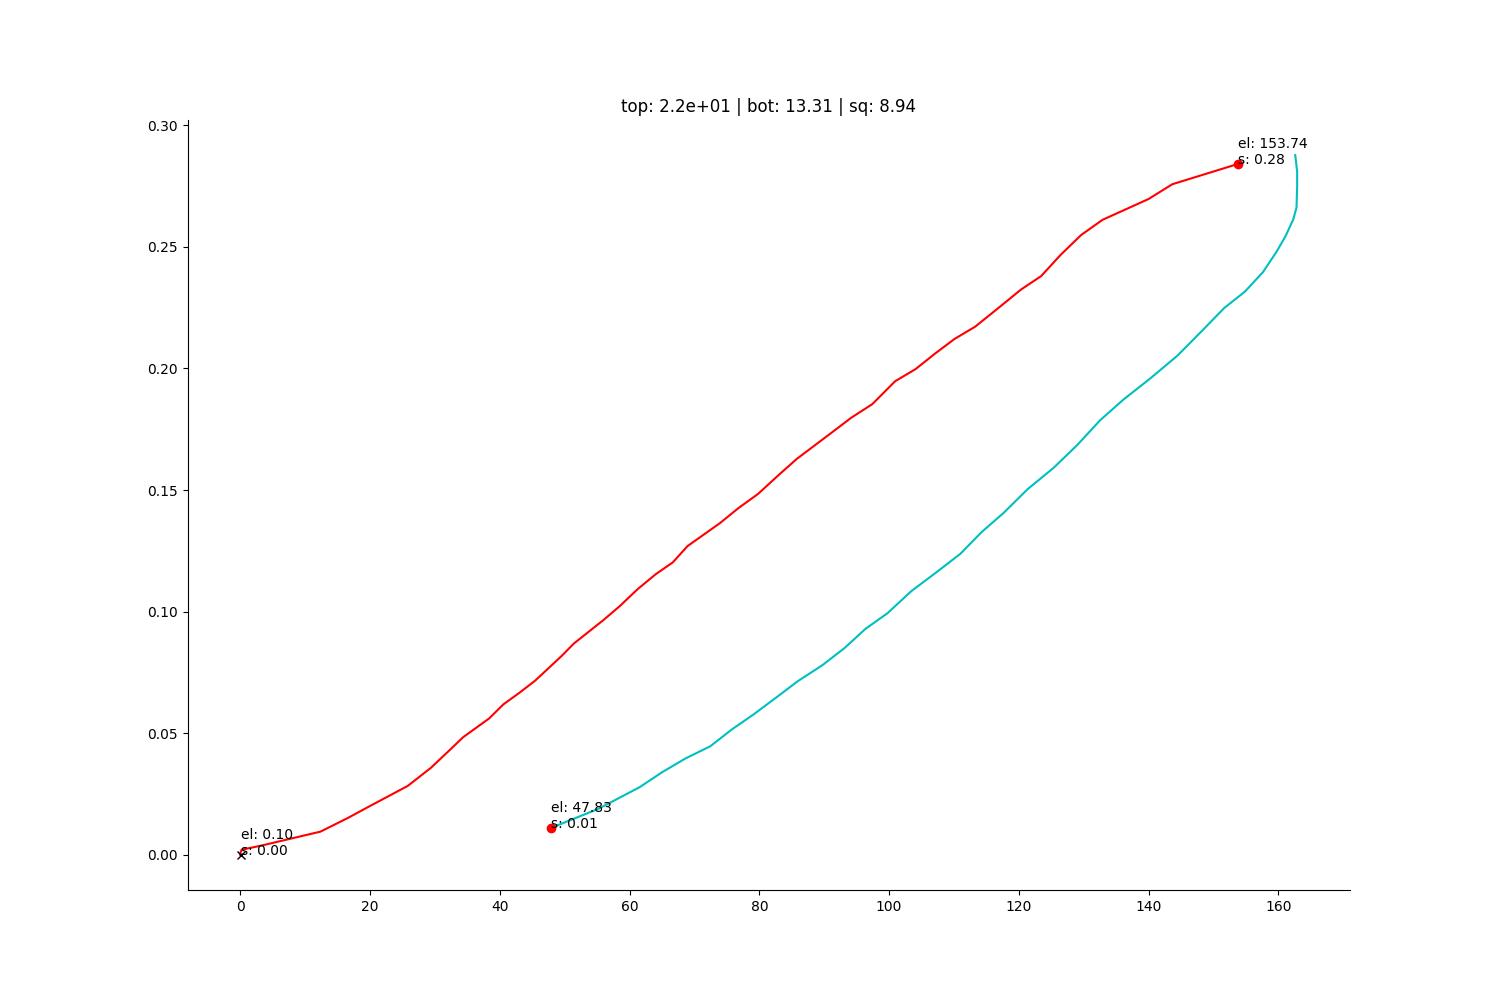 top: 2.2e+01 | bot: 13.31 | sq: 8.94
0.30
el: 153.74
s: 0.28
0.25
0.20
0.15
0.10
0.05
el: 47.83
s: 0.01
el: 0.10
s: 0.00
0.00
0 20 40 60 80 100 120 140 160